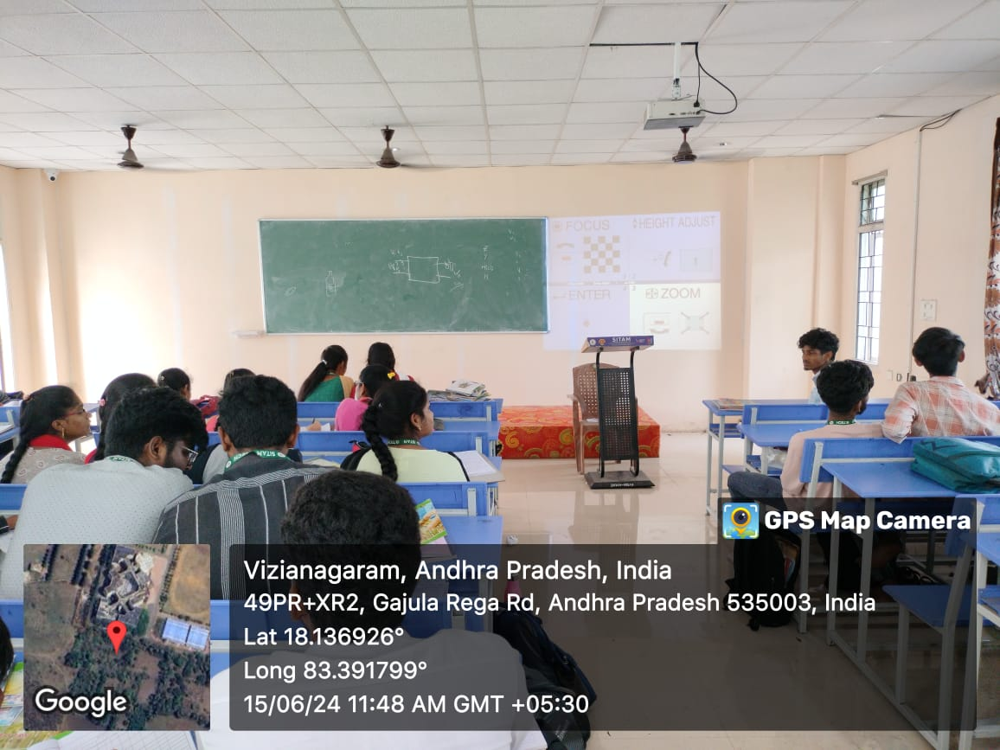 FOCUS
HEIGHT ADJUST
ENTER
ZOOM
SITAM
GPS Map Camera
Vizianagaram, Andhra Pradesh, India
49PR+XR2, Gajula Rega Rd, Andhra Pradesh 535003, India
Lat 18.136926°
Long 83.391799°
15/06/24 11:48 AM GMT +05:30
Google